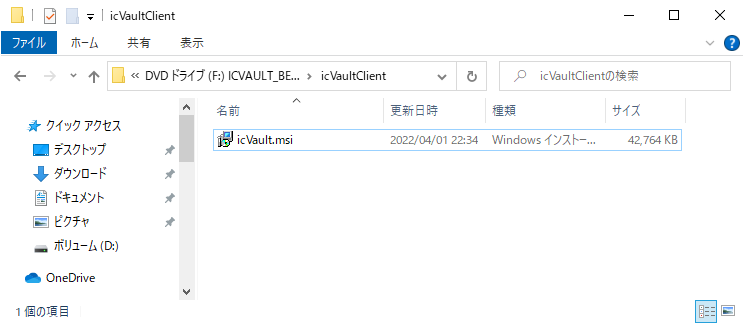 icVaultClient
ファイル ホーム 共有 表示
« DVD ドライブ (F:) ICVAULT_BE... › icVaultClient
icVaultClientの検索
名前 更新日時 種類 サイズ
icVault.msi 2022/04/01 22:34 Windows インストー... 42,764 KB
クイック アクセス
デスクトップ
ダウンロード
ドキュメント
ピクチャ
ボリューム (D:)
OneDrive
1 個の項目